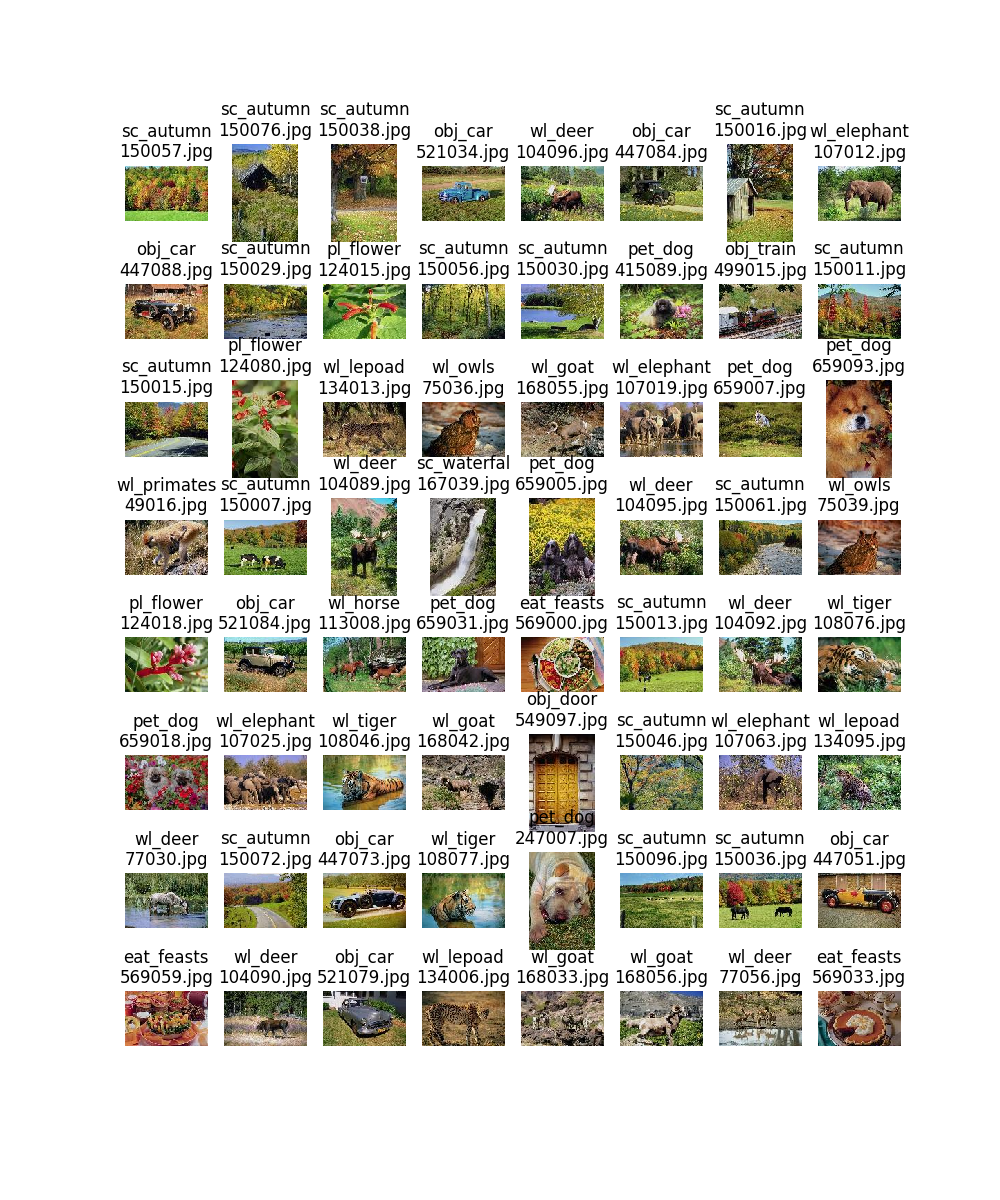 sc_autumn
150057.jpg
sc_autumn
150076.jpg
sc_autumn
150038.jpg
obj_car
521034.jpg
wl_deer
104096.jpg
obj_car
447084.jpg
sc_autumn
150016.jpg
wl_elephant
107012.jpg
obj_car
447088.jpg
sc_autumn
150029.jpg
pl_flower
124015.jpg
sc_autumn
150056.jpg
sc_autumn
150030.jpg
pet_dog
415089.jpg
obj_train
499015.jpg
sc_autumn
150011.jpg
sc_autumn
150015.jpg
pl_flower
124080.jpg
wl_lepoad
134013.jpg
wl_owls
75036.jpg
wl_goat
168055.jpg
wl_elephant
107019.jpg
pet_dog
659007.jpg
pet_dog
659093.jpg
wl_primates
49016.jpg
sc_autumn
150007.jpg
wl_deer
104089.jpg
sc_waterfal
167039.jpg
pet_dog
659005.jpg
wl_deer
104095.jpg
sc_autumn
150061.jpg
wl_owls
75039.jpg
pl_flower
124018.jpg
obj_car
521084.jpg
wl_horse
113008.jpg
pet_dog
659031.jpg
eat_feasts
569000.jpg
sc_autumn
150013.jpg
wl_deer
104092.jpg
wl_tiger
108076.jpg
pet_dog
659018.jpg
wl_elephant
107025.jpg
wl_tiger
108046.jpg
wl_goat
168042.jpg
obj_door
549097.jpg
sc_autumn
150046.jpg
wl_elephant
107063.jpg
wl_lepoad
134095.jpg
wl_deer
77030.jpg
sc_autumn
150072.jpg
obj_car
447073.jpg
wl_tiger
108077.jpg
pet_dog
247007.jpg
sc_autumn
150096.jpg
sc_autumn
150036.jpg
obj_car
447051.jpg
eat_feasts
569059.jpg
wl_deer
104090.jpg
obj_car
521079.jpg
wl_lepoad
134006.jpg
wl_goat
168033.jpg
wl_goat
168056.jpg
wl_deer
77056.jpg
eat_feasts
569033.jpg